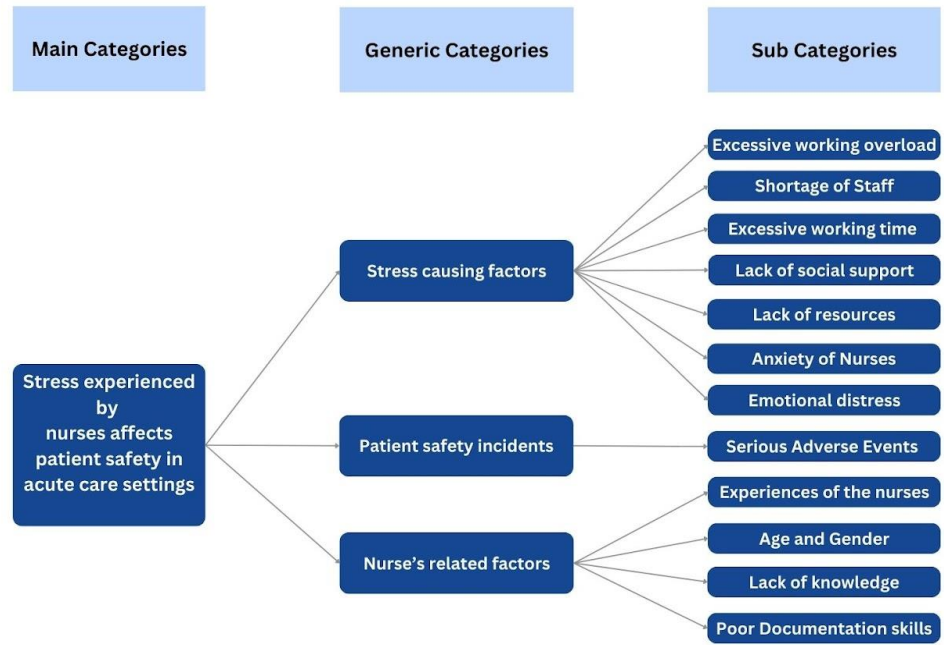 Main Categories
Generic Categories
Sub Categories
Stress experienced
by
nurses affects
patient safety in
acute care settings
Stress causing factors
Patient safety incidents
Nurse’s related factors
Excessive working overload
Shortage of Staff
Excessive working time
Lack of social support
Lack of resources
Anxiety of Nurses
Emotional distress
Serious Adverse Events
Experiences of the nurses
Age and Gender
Lack of knowledge
Poor Documentation skills